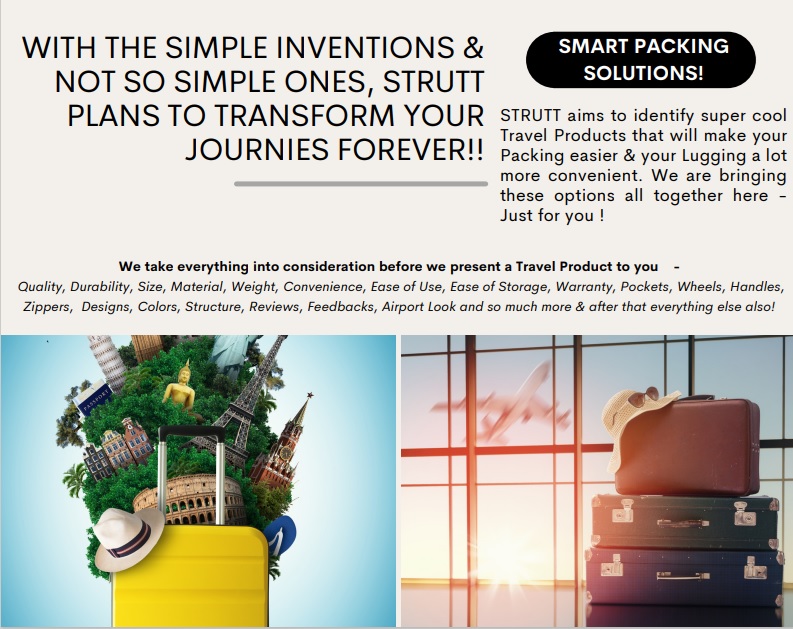 WITH THE SIMPLE INVENTIONS &
NOT SO SIMPLE ONES, STRUTT
PLANS TO TRANSFORM YOUR
JOURNIES FOREVER!!
SMART PACKING
SOLUTIONS!
STRUTT aims to identify super cool
Travel Products that will make your
Packing easier & your Lugging a lot
more convenient. We are bringing
these options all together here -
Just for you !
We take everything into consideration before we present a Travel Product to you -
Quality, Durability, Size, Material, Weight, Convenience, Ease of Use, Ease of Storage, Warranty, Pockets, Wheels, Handles,
Zippers, Designs, Colors, Structure, Reviews, Feedbacks, Airport Look and so much more & after that everything else also!
PASSPORT